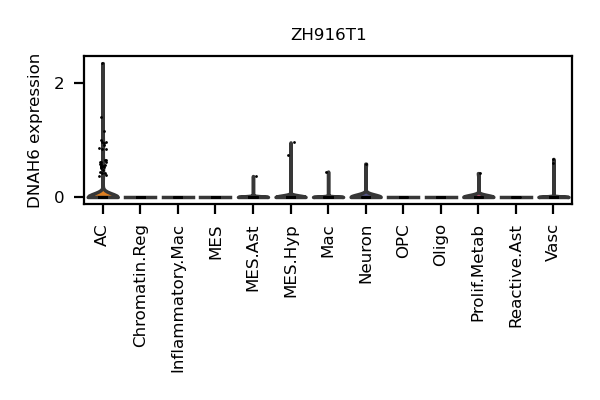 ZH916T1
DNAH6 expression
2
0
AC
Chromatin.Reg
Inflammatory.Mac
MES
MES.Ast
MES.Hyp
Mac
Neuron
OPC
Oligo
Prolif.Metab
Reactive.Ast
Vasc